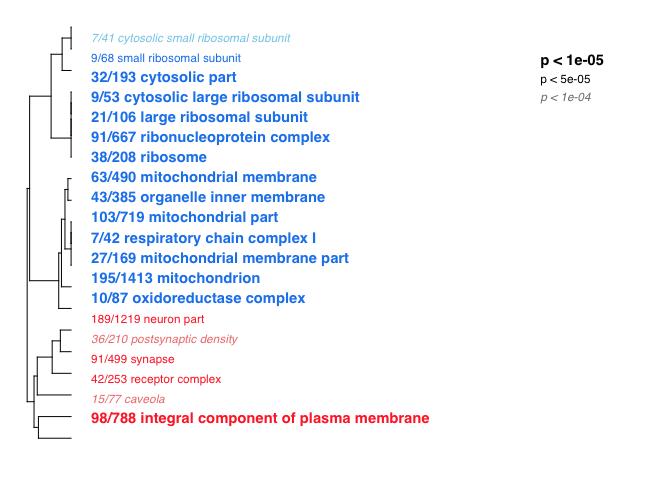 7/41 cytosolic small ribosomal subunit
9/68 small ribosomal subunit
32/193 cytosolic part
9/53 cytosolic large ribosomal subunit
21/106 large ribosomal subunit
91/667 ribonucleoprotein complex
38/208 ribosome
63/490 mitochondrial membrane
43/385 organelle inner membrane
103/719 mitochondrial part
7/42 respiratory chain complex I
27/169 mitochondrial membrane part
195/1413 mitochondrion
10/87 oxidoreductase complex
189/1219 neuron part
36/210 postsynaptic density
91/499 synapse
42/253 receptor complex
15/77 caveola
98/788 integral component of plasma membrane
p < 1e-05
p < 5e-05
p < 1e-04